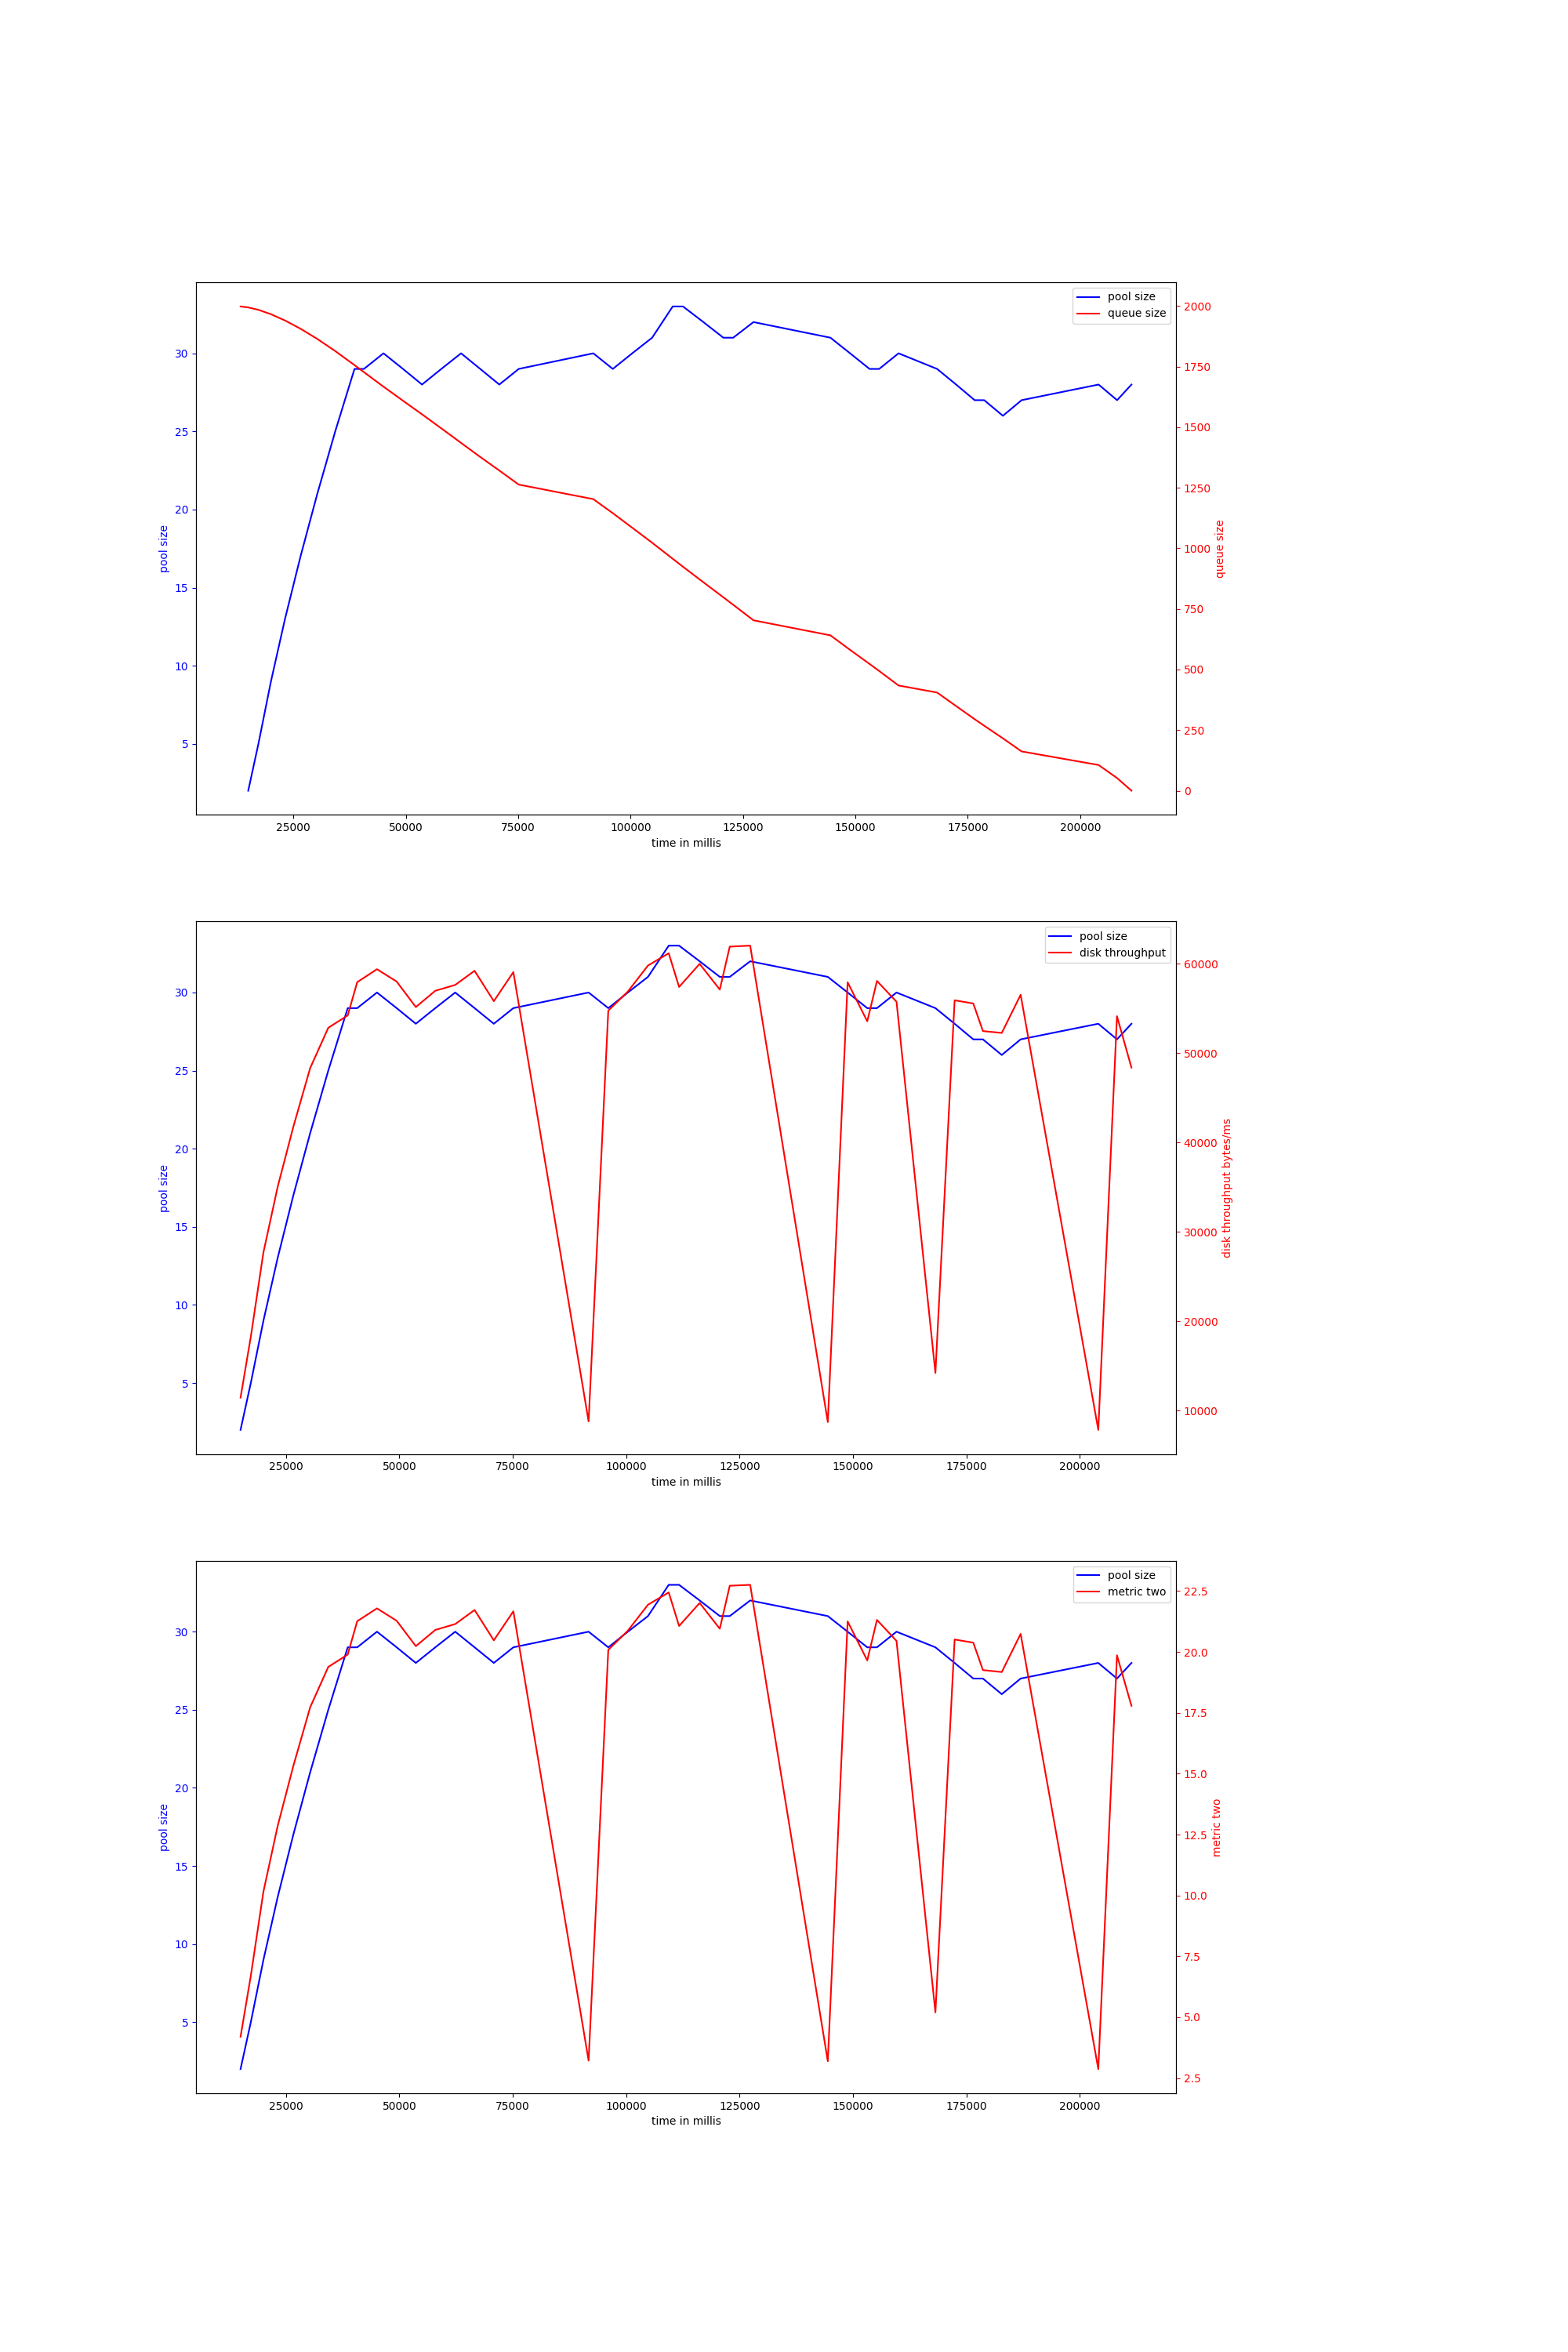 pool size
queue size
30
25
20
15
10
5
pool size
2000
1750
1500
1250
1000
750
500
250
0
queue size
25000 50000 75000 100000 125000 150000 175000 200000
time in millis
pool size
disk throughput
30
25
20
15
10
5
pool size
60000
50000
40000
30000
20000
10000
disk throughput bytes/ms
25000 50000 75000 100000 125000 150000 175000 200000
time in millis
pool size
metric two
30
25
20
15
10
5
pool size
22.5
20.0
17.5
15.0
12.5
10.0
7.5
5.0
2.5
metric two
25000 50000 75000 100000 125000 150000 175000 200000
time in millis